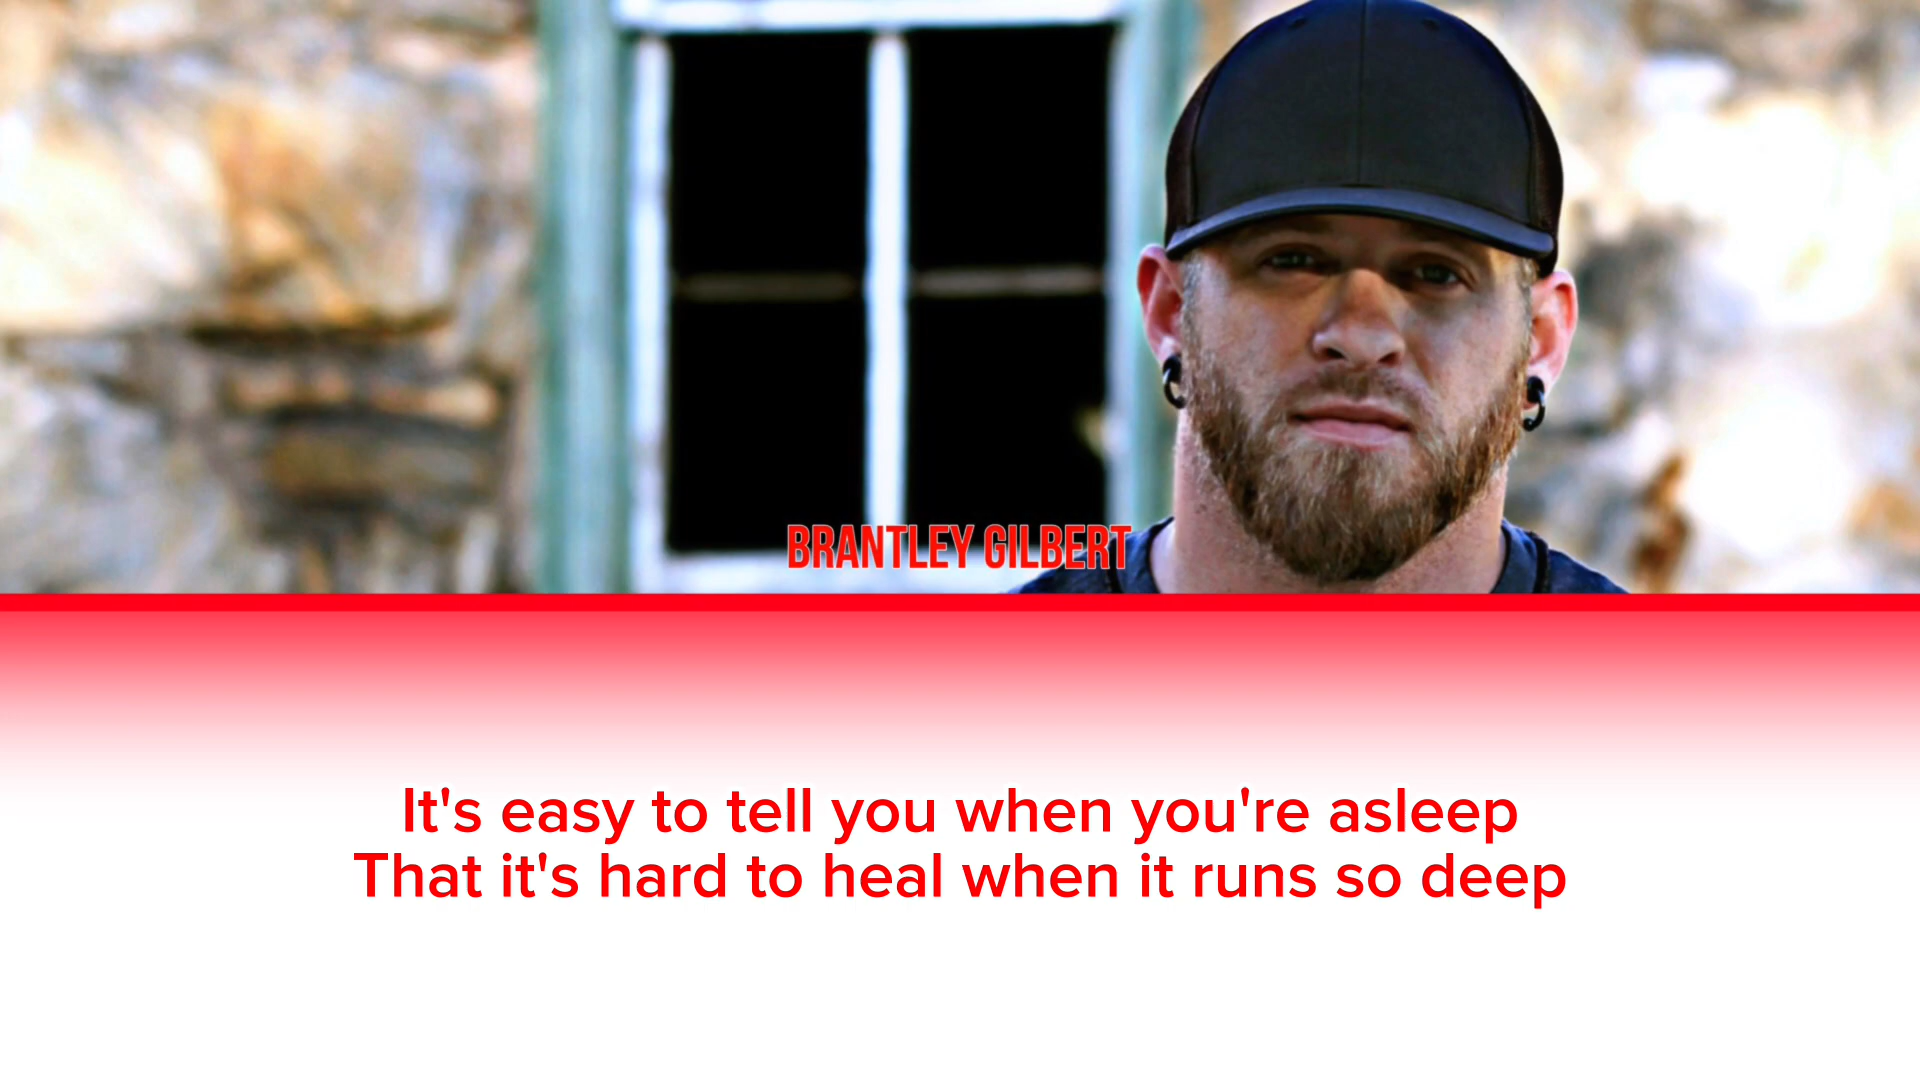 BRANTLEY GILBERT
It's easy to tell you when you're asleep
That it's hard to heal when it runs so deep